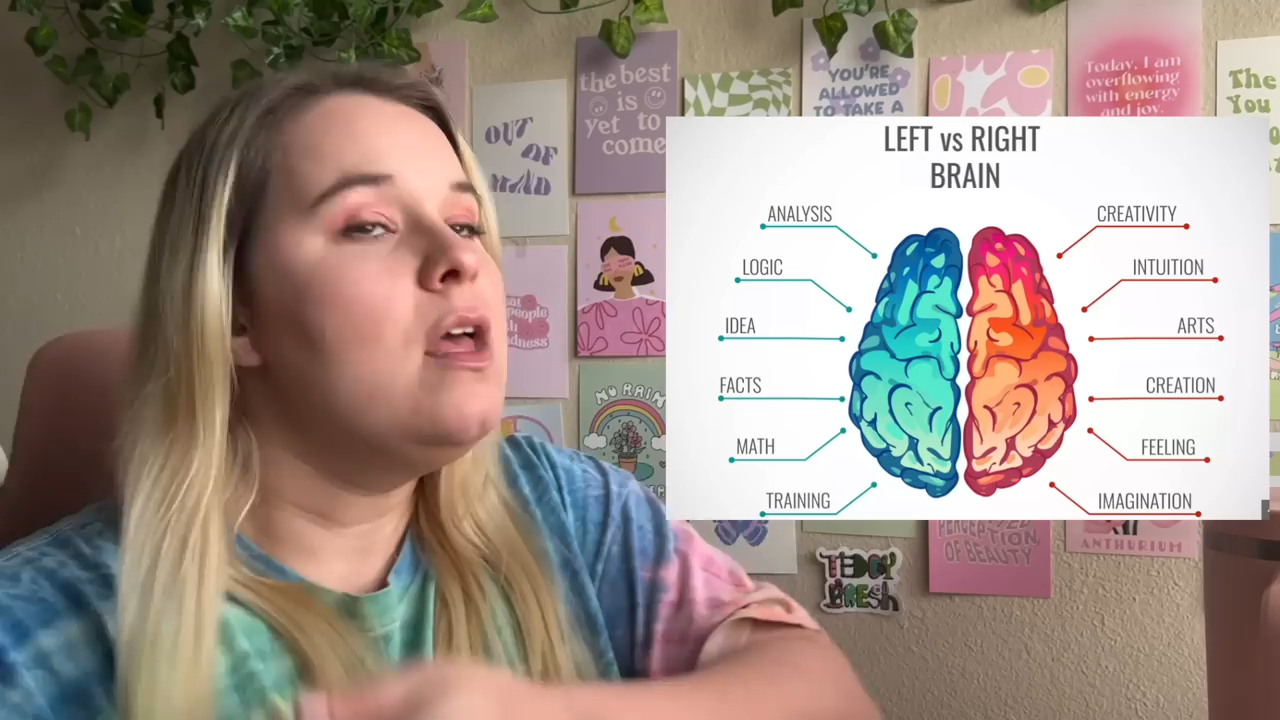 the best
is
yet to
come
OUT
OF
YOU'RE
ALLOWED
TO TAKE A
Today, I am
overflowing
with energy
and joy.
The
You
people
NO RAIN
LEFT vs RIGHT
BRAIN
ANALYSIS
LOGIC
IDEA
FACTS
MATH
TRAINING
CREATIVITY
INTUITION
ARTS
CREATION
FEELING
IMAGINATION
TEDDY
FRESH
OF BEAUTY
ANTHURIUM